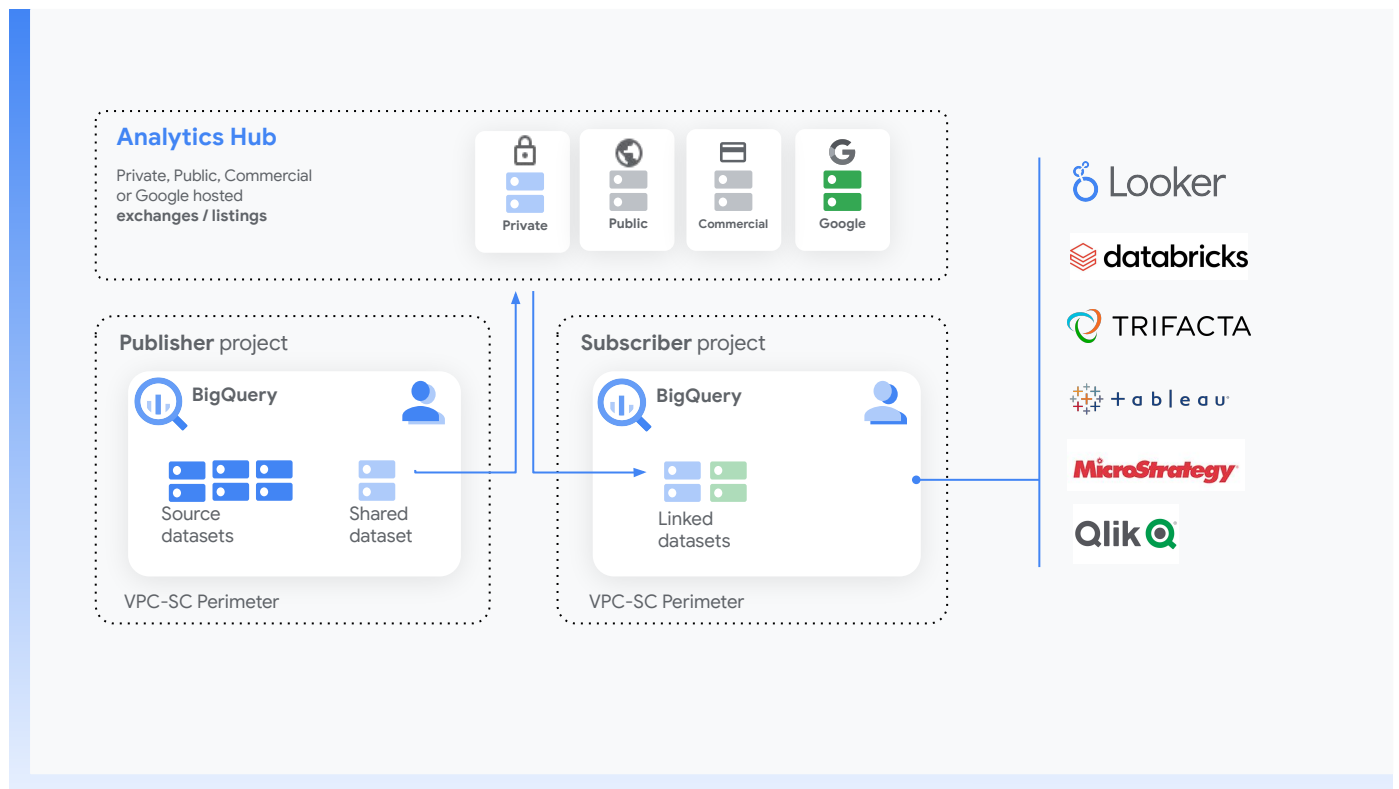 Analytics Hub
Private, Public, Commercial
or Google hosted
exchanges / listings
Private
Public
Commercial
Google
Publisher project
BigQuery
Source
datasets
Shared
dataset
VPC-SC Perimeter
Subscriber project
BigQuery
Linked
datasets
VPC-SC Perimeter
Looker
databricks
TRIFACTA
+ableau
MicroStrategy
Qlik